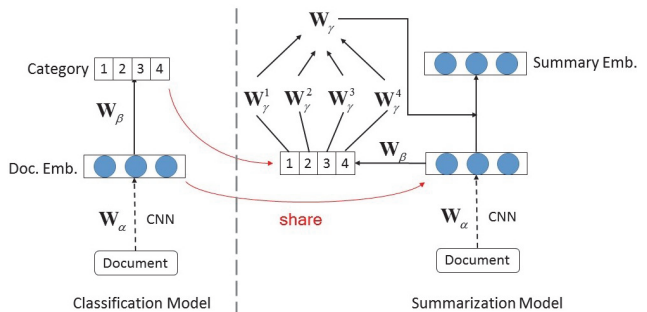 Category 1 2 3 4
W_β
Doc. Emb.
W_α CNN
Document
Classification Model
W_γ
W_γ^1 W_γ^2 W_γ^3 W_γ^4
1 2 3 4
W_β
Summary Emb.
share
W_α CNN
Document
Summarization Model